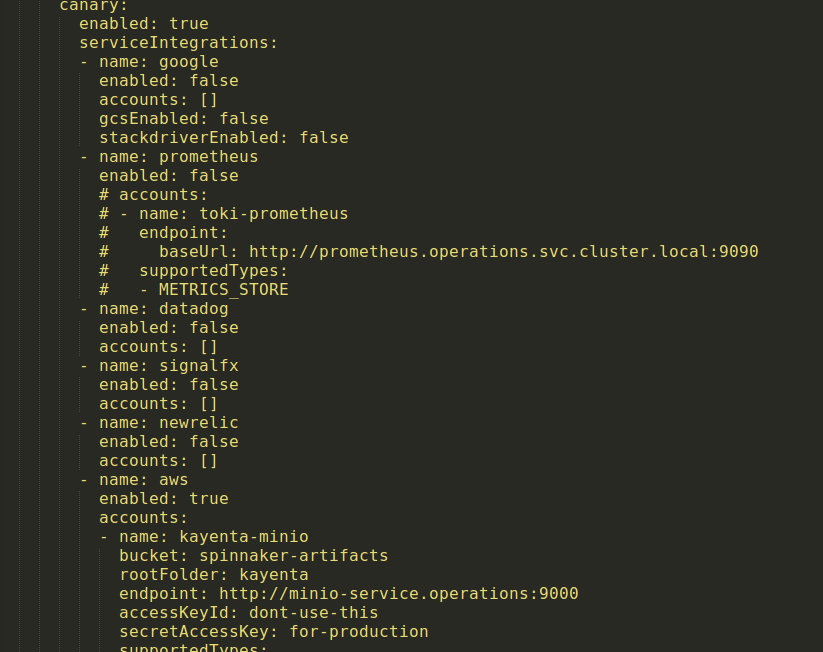 canary:
enabled: true
serviceIntegrations:
- name: google
enabled: false
accounts: []
gcsEnabled: false
stackdriverEnabled: false
- name: prometheus
enabled: false
# accounts:
# - name: toki-prometheus
#   endpoint:
#     baseUrl: http://prometheus.operations.svc.cluster.local:9090
#   supportedTypes:
#   - METRICS_STORE
- name: datadog
enabled: false
accounts: []
- name: signalfx
enabled: false
accounts: []
- name: newrelic
enabled: false
accounts: []
- name: aws
enabled: true
accounts:
- name: kayenta-minio
bucket: spinnaker-artifacts
rootFolder: kayenta
endpoint: http://minio-service.operations:9000
accessKeyId: dont-use-this
secretAccessKey: for-production
supportedTypes: